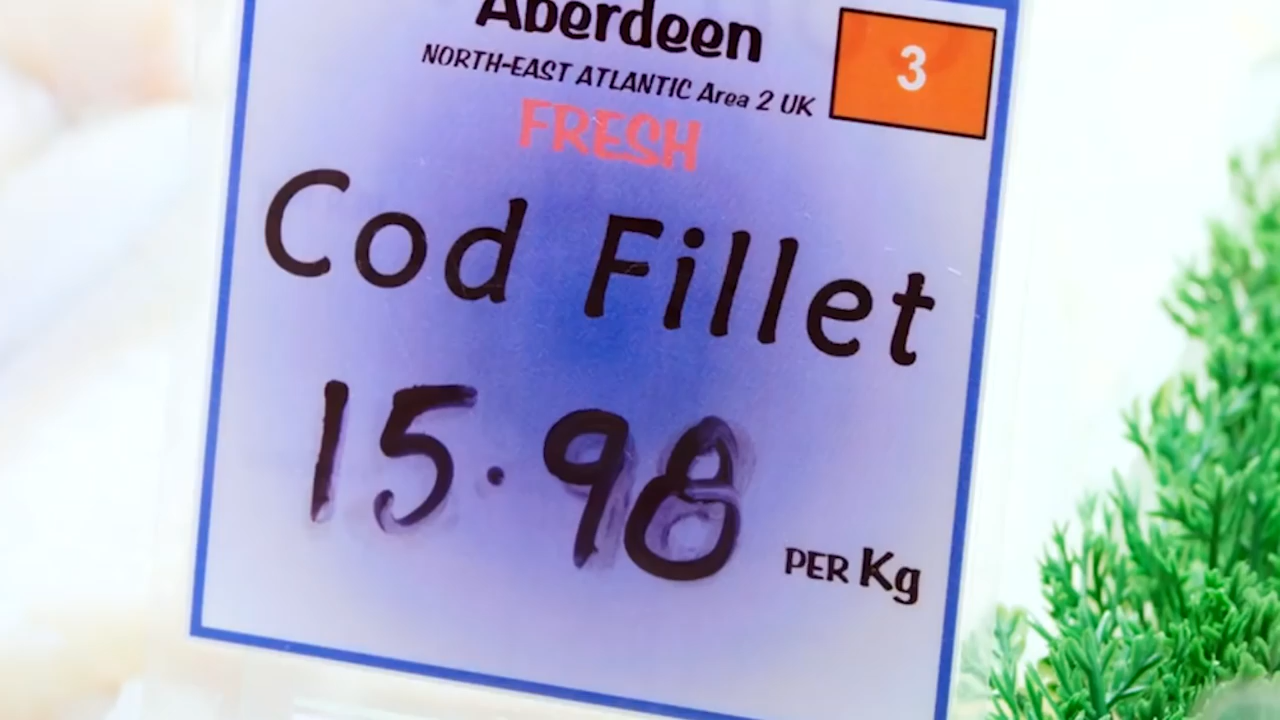 Aberdeen
3
NORTH-EAST ATLANTIC Area 2 UK
FRESH
Cod Fillet
15.98
PER Kg